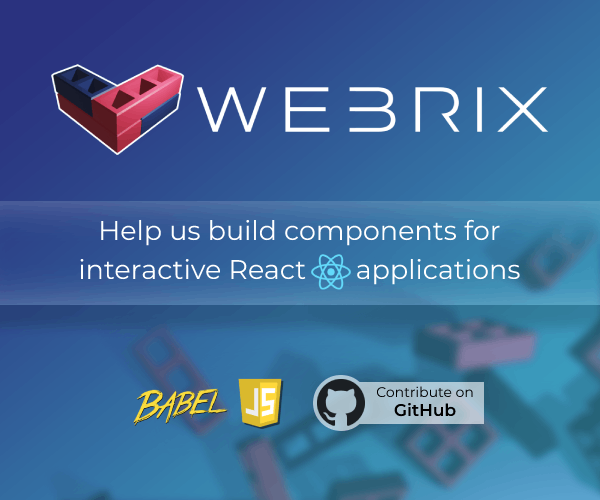 WEBRIX
Help us build components for
interactive React applications
BABEL
JS
Contribute on
GitHub